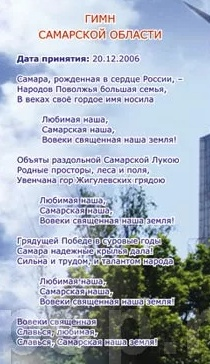 ГИМН
САМАРСКОЙ ОБЛАСТИ
Дата принятия: 20.12.2006
Самара, рожденная в сердце России, –
Народов Поволжья большая семья,
В веках своё гордое имя носила
Любимая наша,
Самарская наша,
Вовеки священная наша земля!
Объяты раздольной Самарской Лукою
Родные просторы, леса и поля,
Увенчана гор Жигулевских грядою
Любимая наша,
Самарская наша,
Вовеки священная наша земля!
Грядущей Победе в суровые годы
Самара надежные крылья дала!
Сильна и трудом, и талантом народа
Любимая наша,
Самарская наша,
Вовеки священная наша земля!
Вовеки священная
Славься, любимая,
Славься, Самарская наша земля!